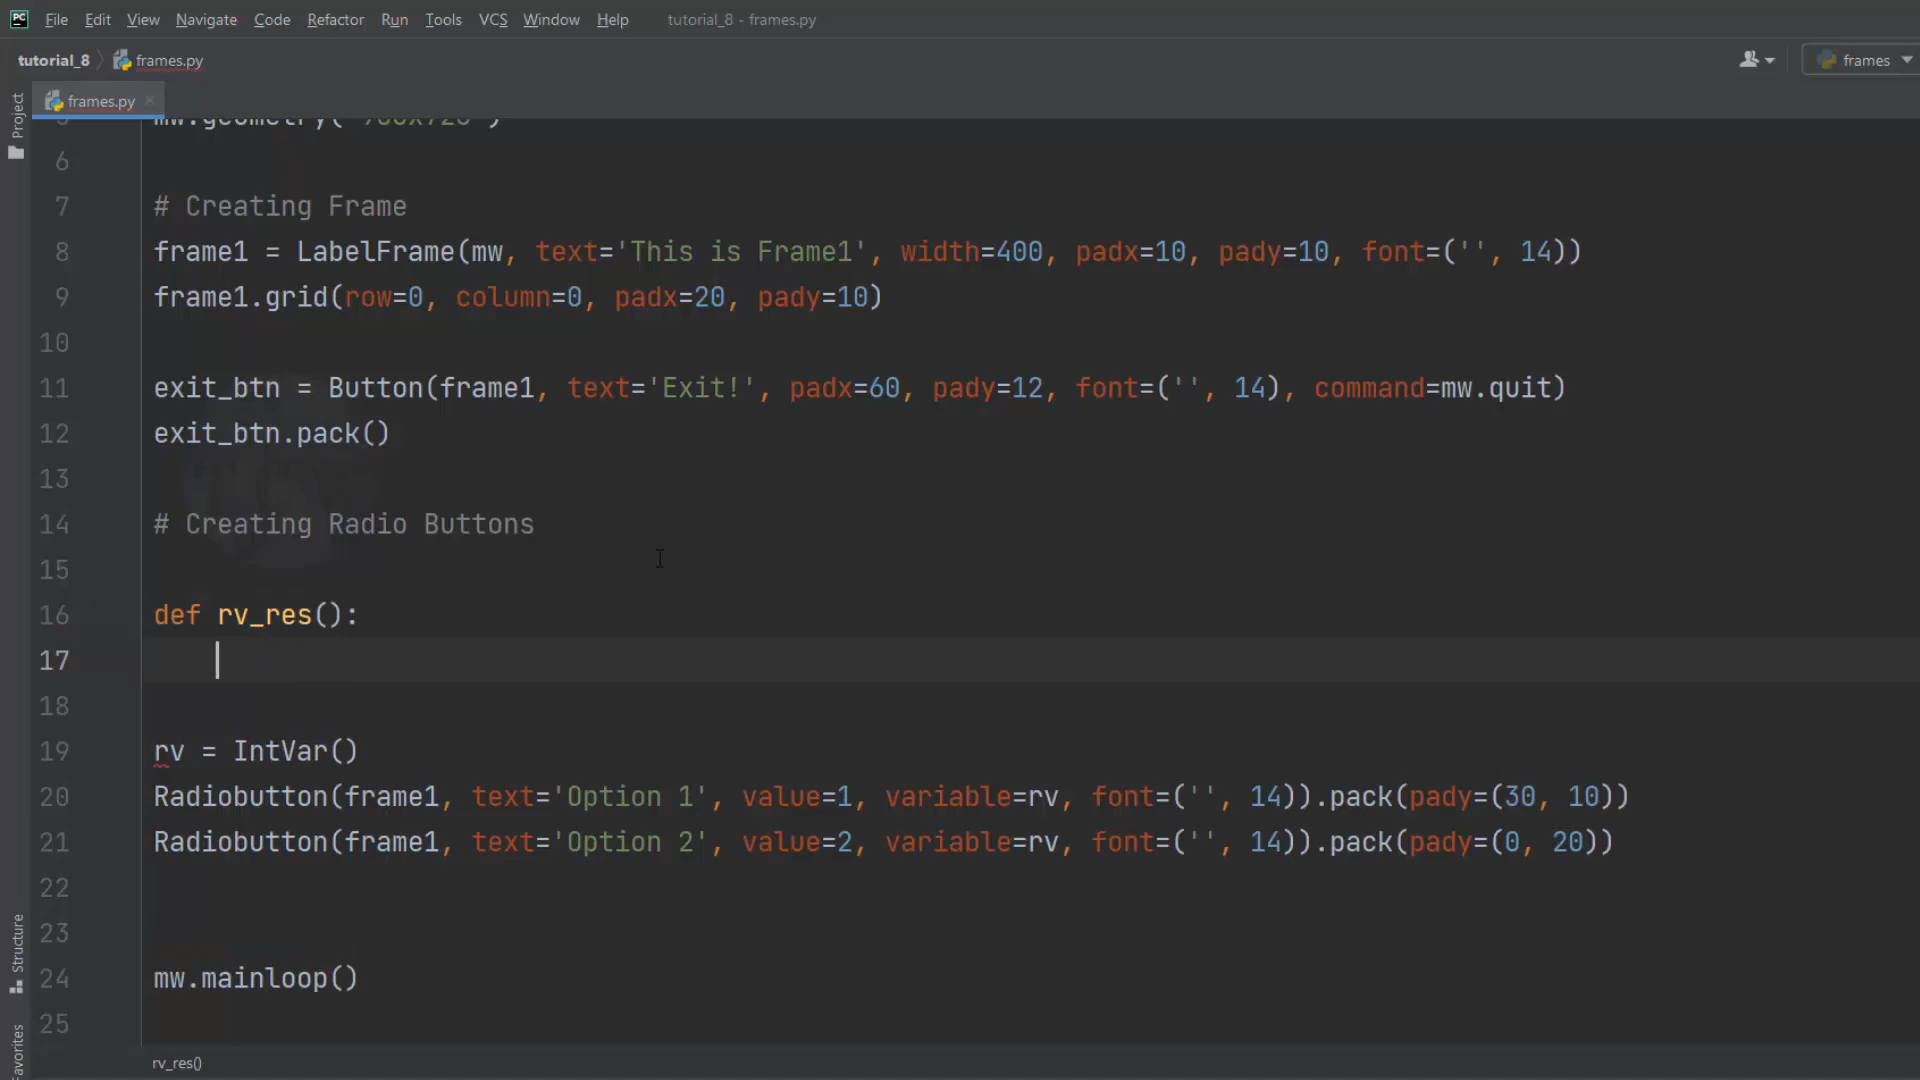 File Edit View Navigate Code Refactor Run Tools VCS Window Help tutorial_8 - frames.py
tutorial_8 frames.py frames
frames.py
Project
6
7 # Creating Frame
8 frame1 = LabelFrame(mw, text='This is Frame1', width=400, padx=10, pady=10, font=('', 14))
9 frame1.grid(row=0, column=0, padx=20, pady=10)
10
11 exit_btn = Button(frame1, text='Exit!', padx=60, pady=12, font=('', 14), command=mw.quit)
12 exit_btn.pack()
13
14 # Creating Radio Buttons
15
16 def rv_res():
17
18
19 rv = IntVar()
20 Radiobutton(frame1, text='Option 1', value=1, variable=rv, font=('', 14)).pack(pady=(30, 10))
21 Radiobutton(frame1, text='Option 2', value=2, variable=rv, font=('', 14)).pack(pady=(0, 20))
22
23
24 mw.mainloop()
25
Structure
Favorites
rv_res()